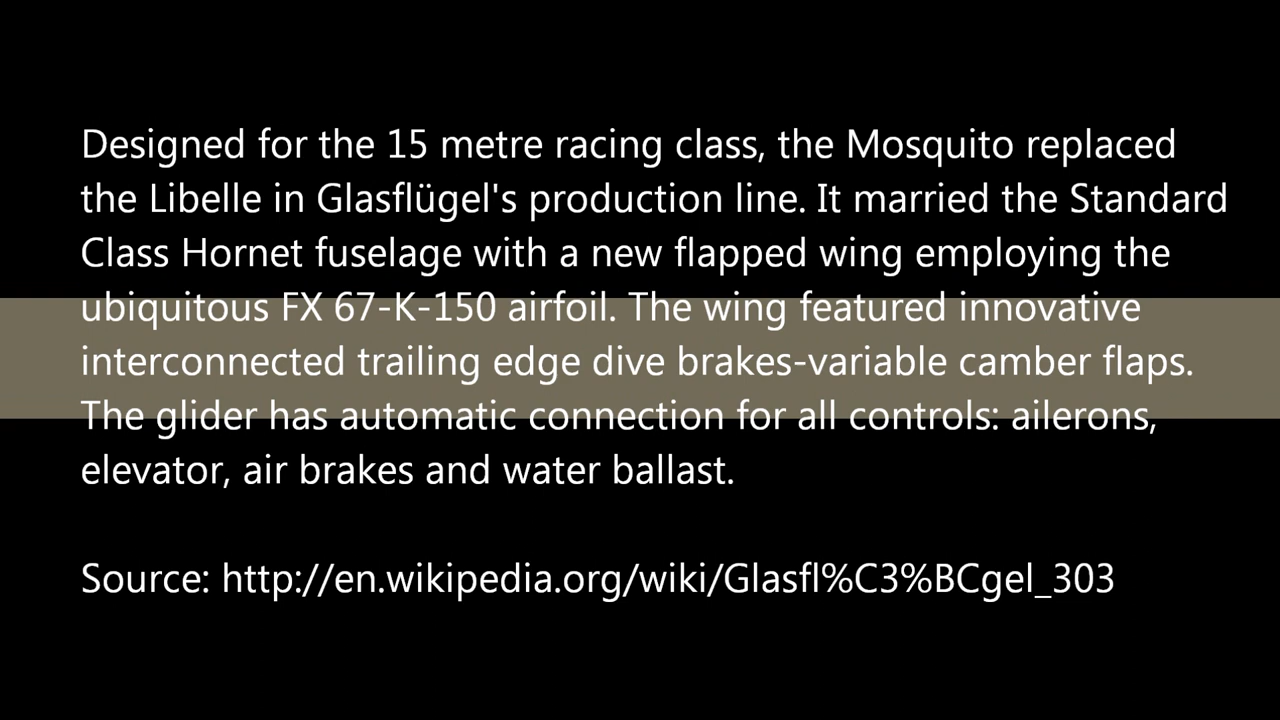 Designed for the 15 metre racing class, the Mosquito replaced
the Libelle in Glasflügel's production line. It married the Standard
Class Hornet fuselage with a new flapped wing employing the
ubiquitous FX 67-K-150 airfoil. The wing featured innovative
interconnected trailing edge dive brakes-variable camber flaps.
The glider has automatic connection for all controls: ailerons,
elevator, air brakes and water ballast.
Source: http://en.wikipedia.org/wiki/Glasfl%C3%BCgel_303